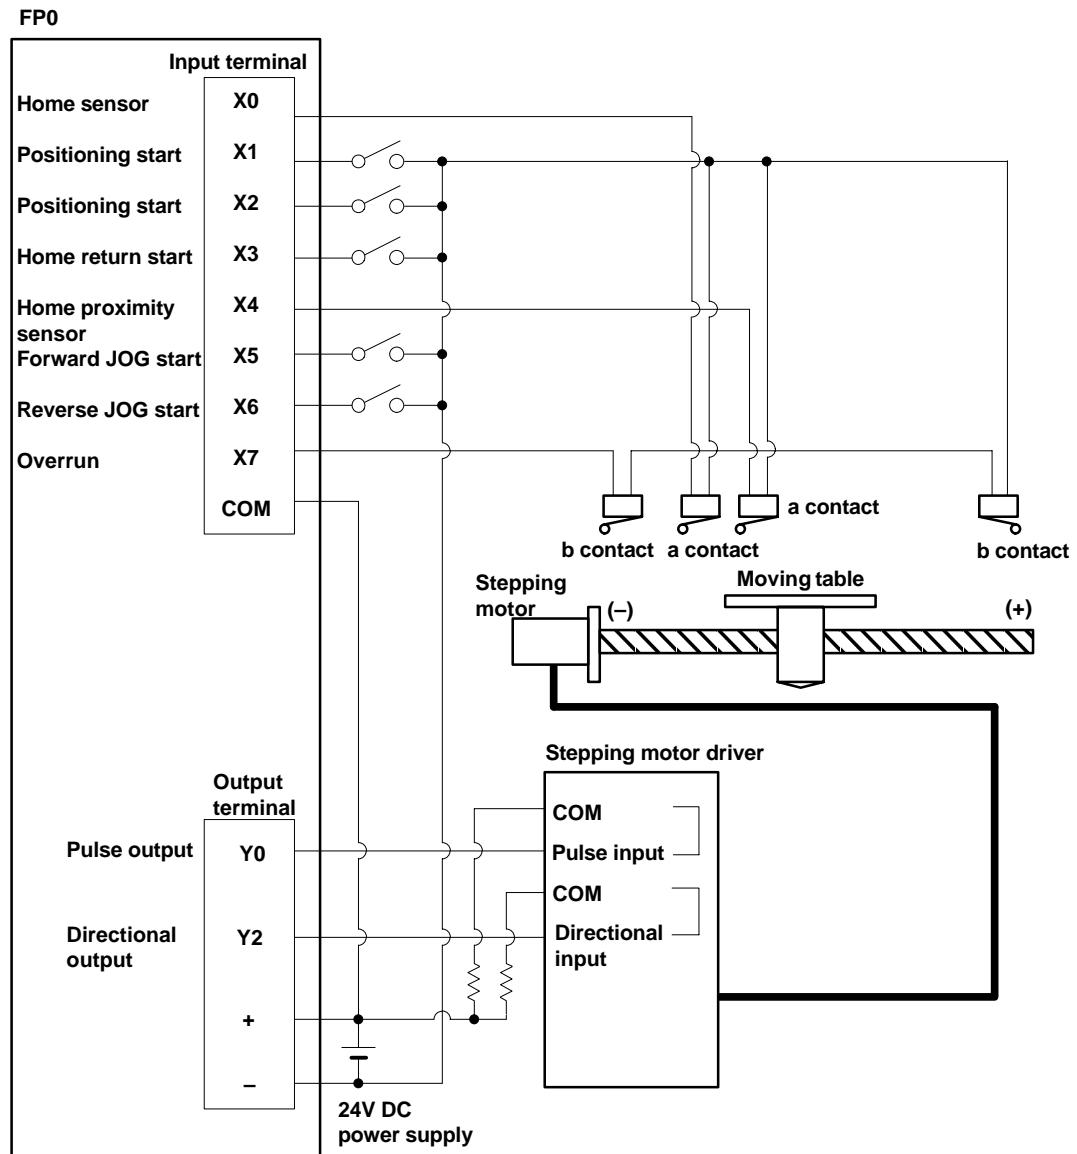 FP0
Input terminal
Home sensor X0
Positioning start X1
Positioning start X2
Home return start X3
Home proximity X4
sensor
Forward JOG start X5
Reverse JOG start X6
Overrun X7
COM
a contact
b contact a contact b contact
Stepping
motor
Moving table
(–) (+)
Stepping motor driver
Output
terminal
COM
Pulse output Y0 Pulse input
COM
Directional
output
Y2
Directional
input
+
–
24V DC
power supply